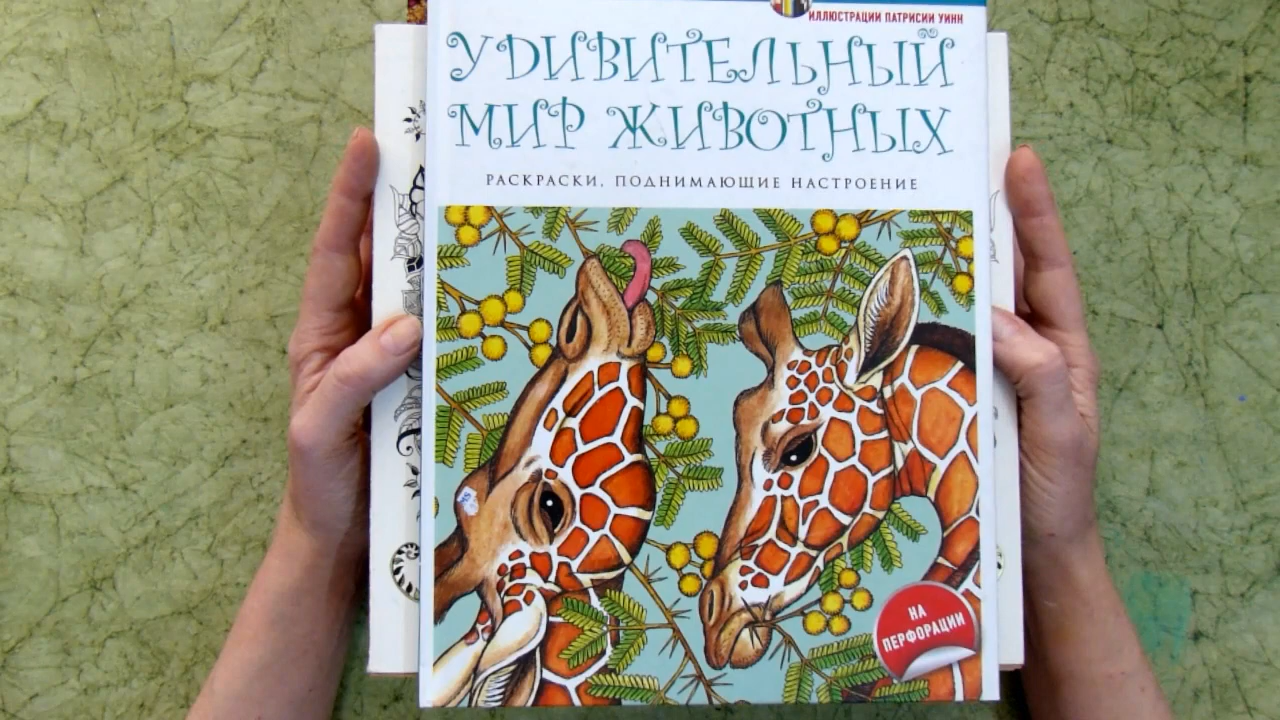 ИЛЛЮСТРАЦИИ ПАТРИСИИ УИНН
УДИВИТЕЛЬНЫЙ
МИР ЖИВОТНЫХ
РАСКРАСКИ, ПОДНИМАЮЩИЕ НАСТРОЕНИЕ
НА
ПЕРФОРАЦИИ